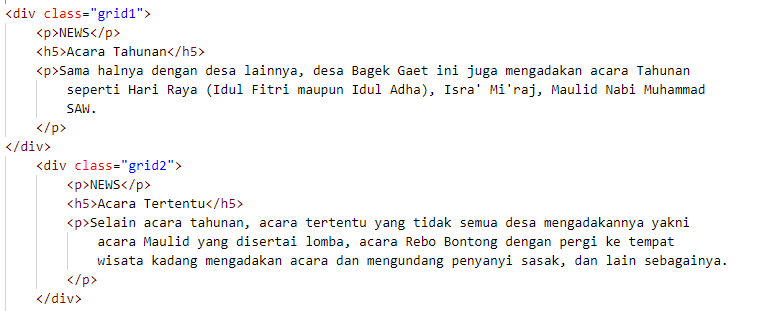 <div class="grid1">
<p>NEWS</p>
<h5>Acara Tahunan</h5>
<p>Sama halnya dengan desa lainnya, desa Bagek Gaet ini juga mengadakan acara Tahunan
seperti Hari Raya (Idul Fitri maupun Idul Adha), Isra' Mi'raj, Maulid Nabi Muhammad
SAW.
</p>
</div>
<div class="grid2">
<p>NEWS</p>
<h5>Acara Tertentu</h5>
<p>Selain acara tahunan, acara tertentu yang tidak semua desa mengadakannya yakni
acara Maulid yang disertai lomba, acara Rebo Bontong dengan pergi ke tempat
wisata kadang mengadakan acara dan mengundang penyanyi sasak, dan lain sebagainya.
</p>
</div>